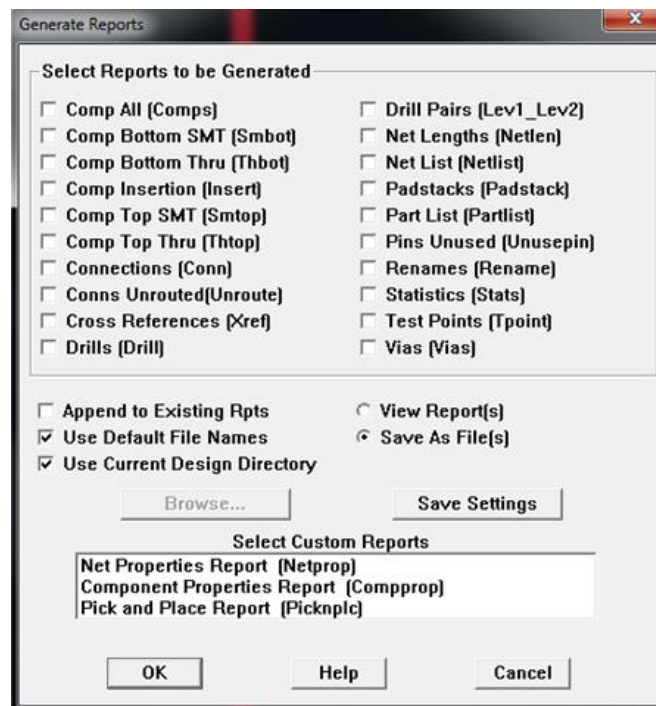 Generate Reports
Select Reports to be Generated
Comp All (Comps)
Comp Bottom SMT (Smbot)
Comp Bottom Thru (Thbot)
Comp Insertion (Insert)
Comp Top SMT (Smtop)
Comp Top Thru (Thtop)
Connections (Conn)
Conns Unrouted(Unroute)
Cross References (Xref)
Drills (Drill)
Drill Pairs (Lev1_Lev2)
Net Lengths (Netlen)
Net List (Netlist)
Padstacks (Padstack)
Part List (Partlist)
Pins Unused (Unusepin)
Renames (Rename)
Statistics (Stats)
Test Points (Tpoint)
Vias (Vias)
Append to Existing Rpts
Use Default File Names
Use Current Design Directory
View Report(s)
Save As File(s)
Browse...
Save Settings
Select Custom Reports
Net Properties Report (Netprop)
Component Properties Report (Compprop)
Pick and Place Report (Picknplc)
OK
Help
Cancel